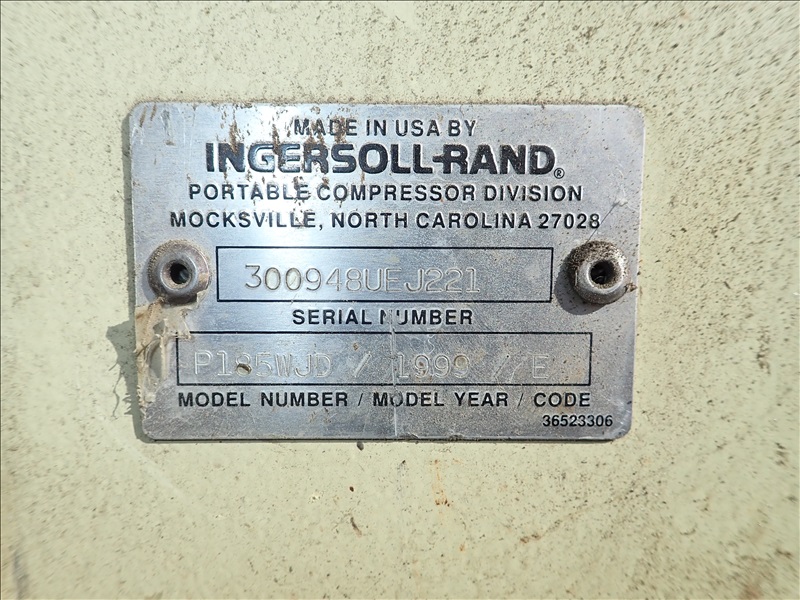 MADE IN USA BY
INGERSOLL-RAND®
PORTABLE COMPRESSOR DIVISION
MOCKSVILLE, NORTH CAROLINA 27028
300948UFJ221
SERIAL NUMBER
P185WJD / 1999 / E
MODEL NUMBER / MODEL YEAR / CODE
36523306